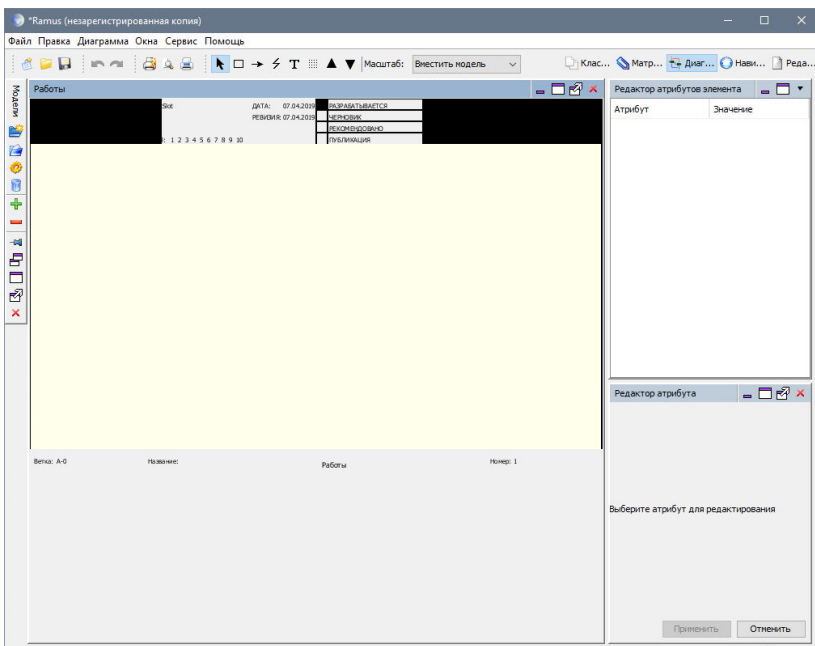 *Ramus (незарегистрированная копия)
Файл Правка Диаграмма Окна Сервис Помощь
T Масштаб: Вместить модель Клас... Матр... Диаг... Нави... Реда...
Модели
Работы
Редактор атрибутов элемента
ДАТА: 07.04.2019 РАЗРАБАТЫВАЕТСЯ
РЕВИЗИЯ: 07.04.2019 ЧЕРНОВИК
РЕКОМЕНДОВАНО
1 2 3 4 5 6 7 8 9 10 ПУБЛИКАЦИЯ
Атрибут Значение
Редактор атрибута
Ветка: A-0 Название: Работы Номер: 1
Выберите атрибут для редактирования
Применить Отменить